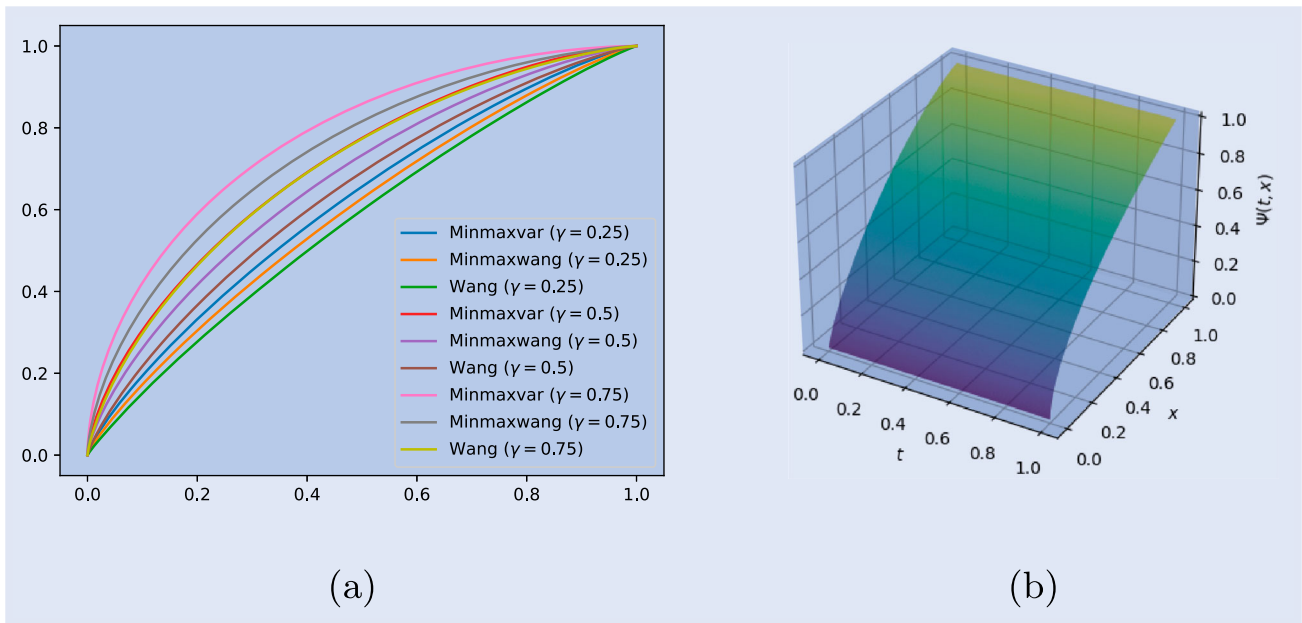 1.0
0.8
0.6
0.4
0.2
0.0
0.0 0.2 0.4 0.6 0.8 1.0
Minmaxvar (γ = 0.25)
Minmaxwang (γ = 0.25)
Wang (γ = 0.25)
Minmaxvar (γ = 0.5)
Minmaxwang (γ = 0.5)
Wang (γ = 0.5)
Minmaxvar (γ = 0.75)
Minmaxwang (γ = 0.75)
Wang (γ = 0.75)
(a)
1.0
0.8
0.6
0.4
0.2
0.0
Ψ(t, x)
1.0
0.8
0.6
0.4
0.2
0.0
x
0.0
0.2
0.4
0.6
0.8
1.0
t
(b)